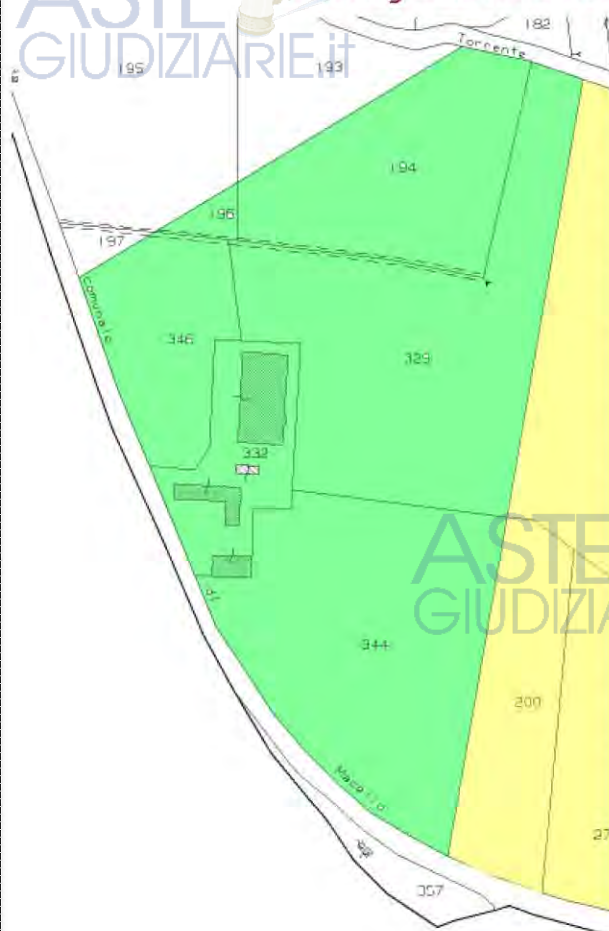 ASTE
GIUDIZIARIE.it
182
Torrente
195
193
194
196
197
Comunale
346
329
332
ASTE
GIUDIZIA
di
344
200
Macello
27
357